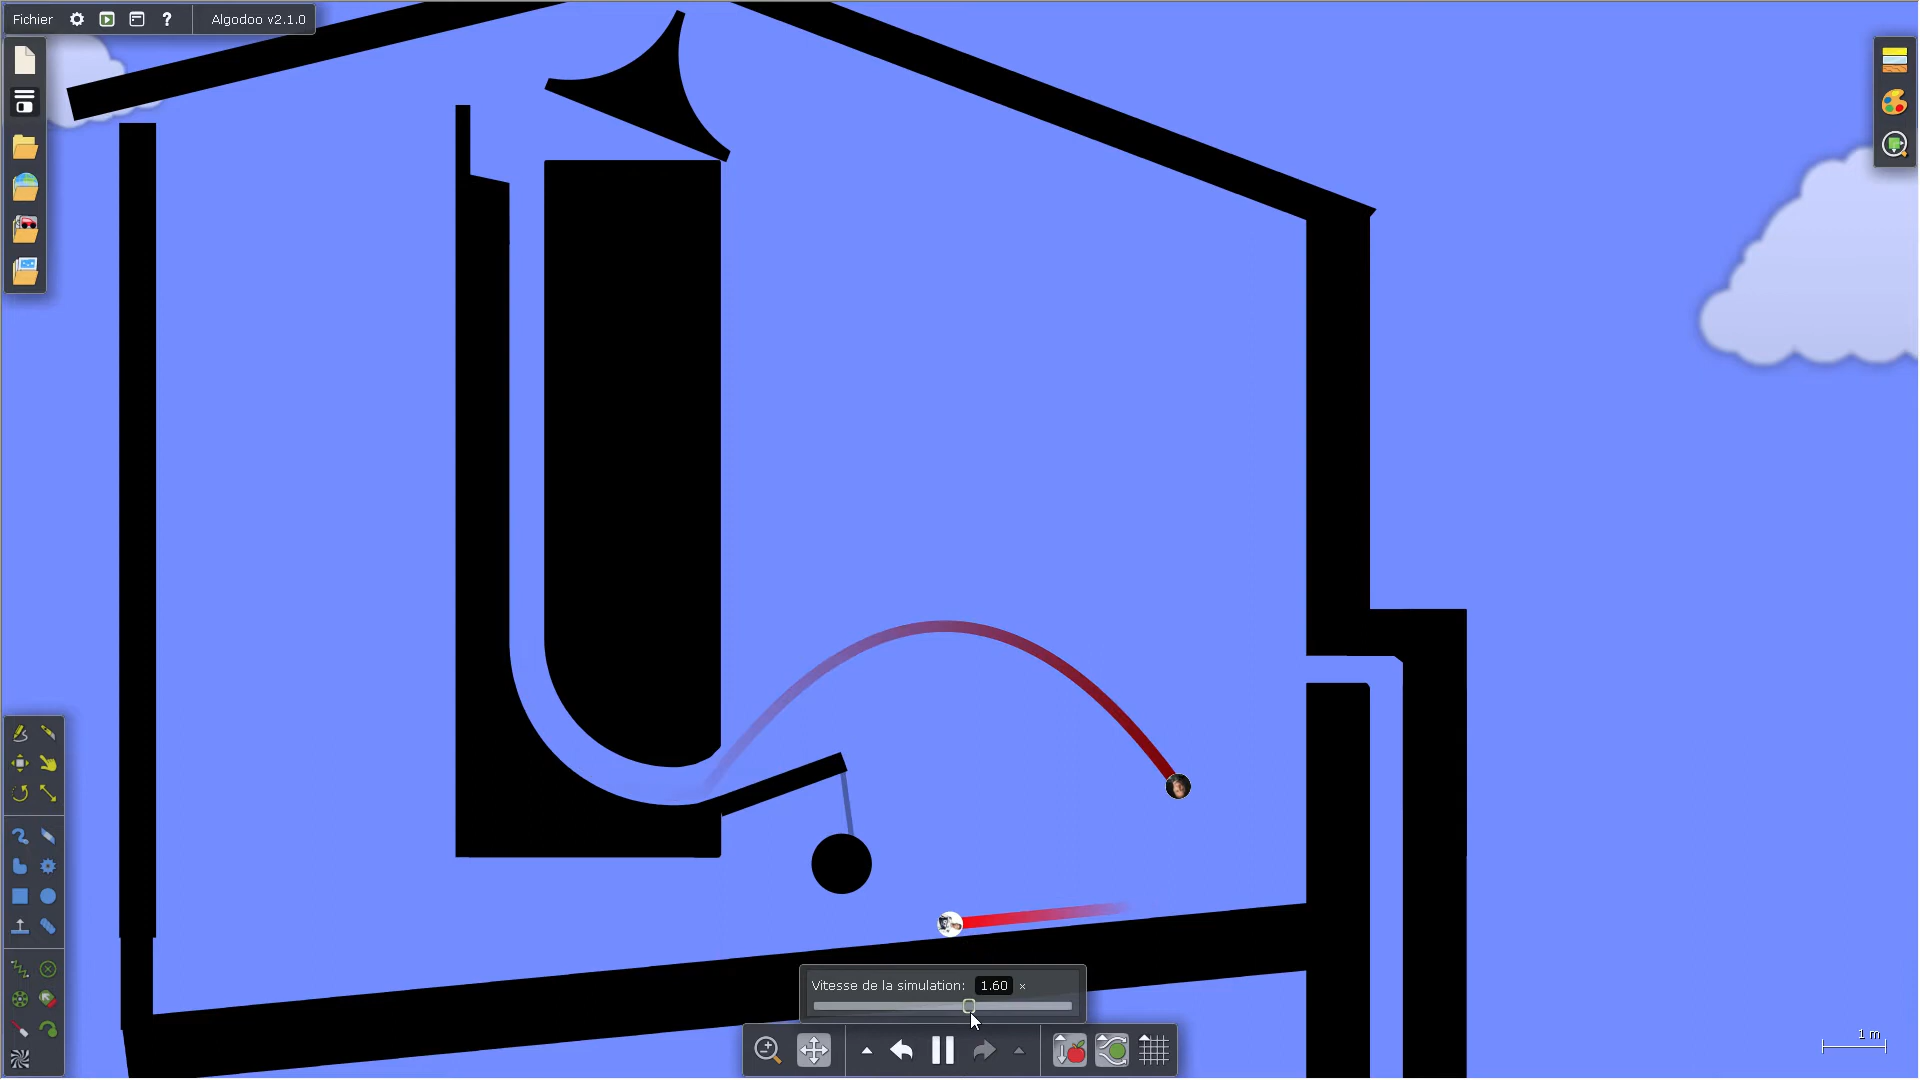 Fichier ? Algodoo v2.1.0
Vitesse de la simulation: 1.60 ×
1 m